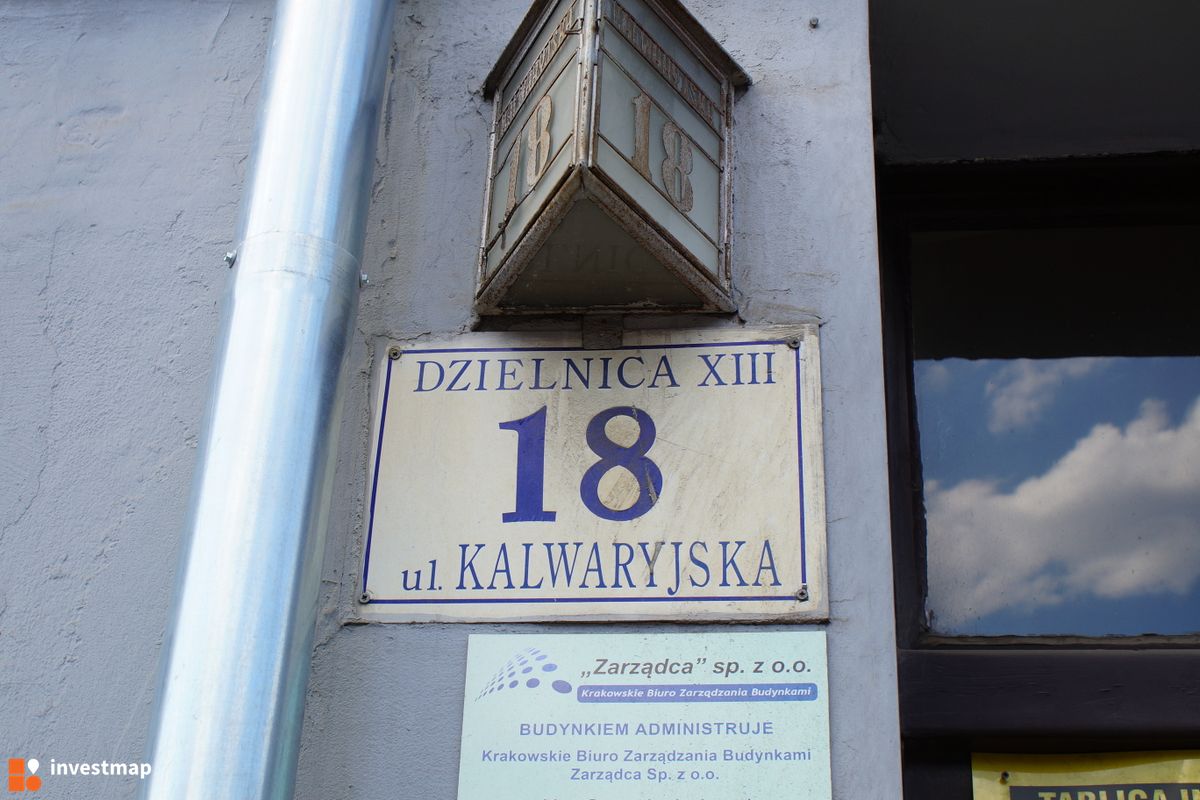 18
18
DZIELNICA XIII
18
ul. KALWARYJSKA
„Zarządca” sp. z o.o.
Krakowskie Biuro Zarządzania Budynkami
BUDYNKIEM ADMINISTRUJE
Krakowskie Biuro Zarządzania Budynkami
Zarządca Sp. z o.o.
TABLICA
investmap